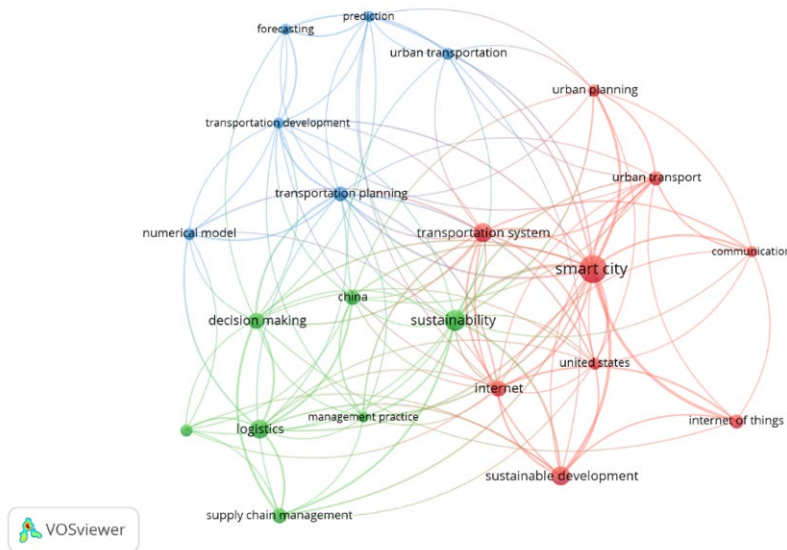 prediction
forecasting
urban transportation
urban planning
transportation development
urban transport
transportation planning
transportation system
numerical model
communication
smart city
china
decision making
sustainability
united states
internet
management practice
internet of things
logistics
sustainable development
supply chain management
VOSviewer